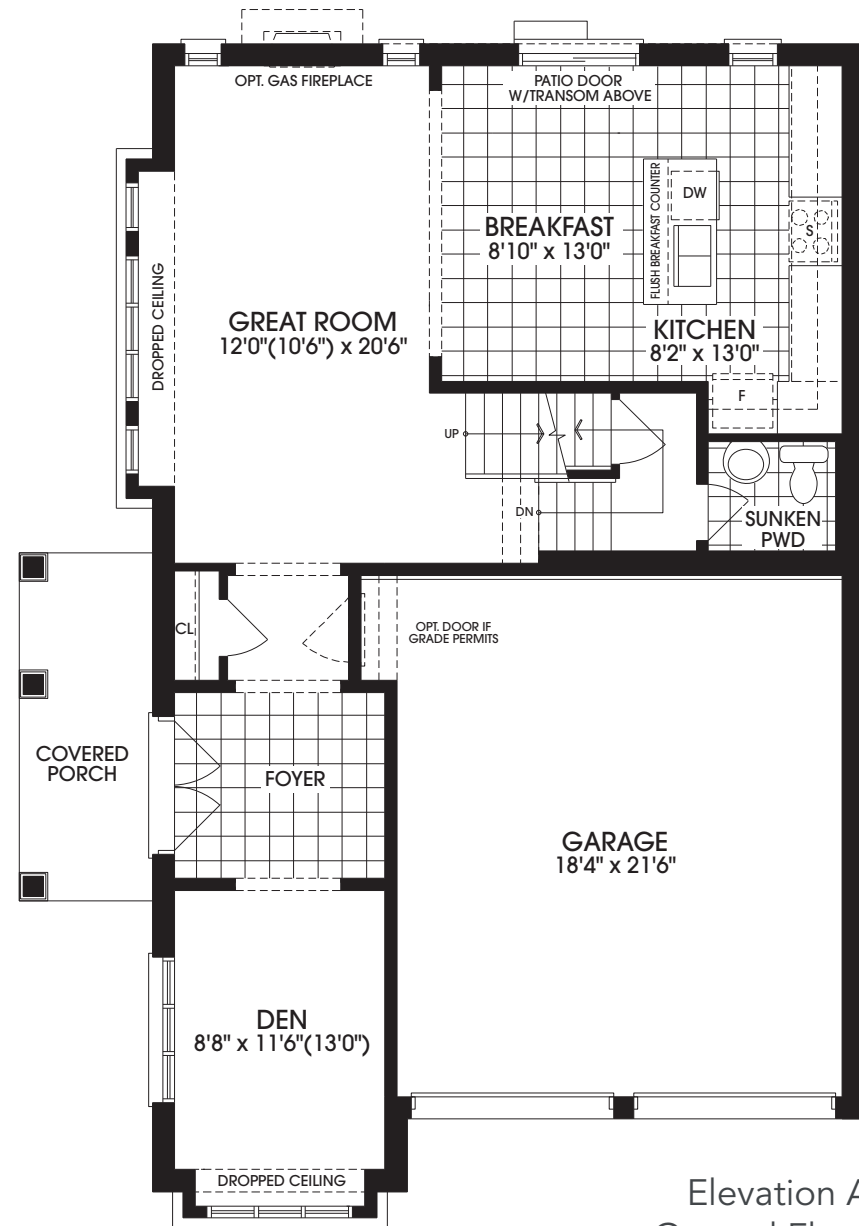 OPT. GAS FIREPLACE
PATIO DOOR
W/TRANSOM ABOVE
DROPPED CEILING
BREAKFAST
8'10" x 13'0"
FLUSH BREAKFAST COUNTER
DW
S
GREAT ROOM
12'0"(10'6") x 20'6"
KITCHEN
8'2" x 13'0"
F
UP
DN
SUNKEN
PWD
CL
OPT. DOOR IF
GRADE PERMITS
COVERED
PORCH
FOYER
GARAGE
18'4" x 21'6"
DEN
8'8" x 11'6"(13'0")
DROPPED CEILING
Elevation A